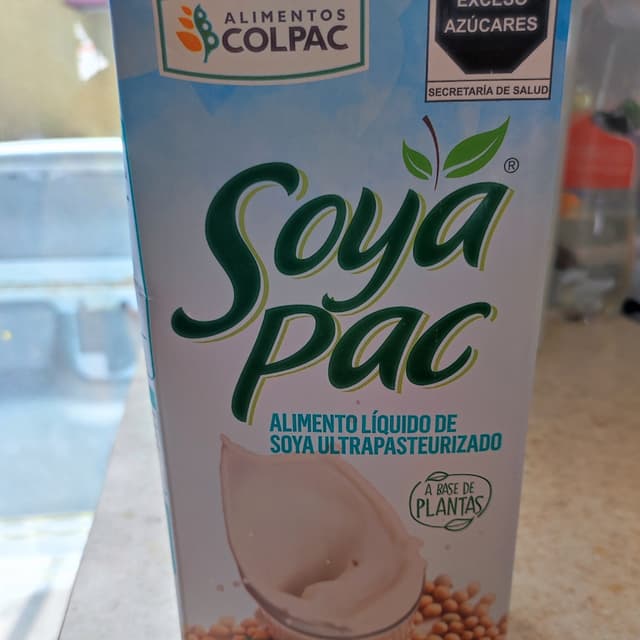 ALIMENTOS
COLPAC
EXCESO
AZÚCARES
SECRETARÍA DE SALUD
Soya®
pac
ALIMENTO LÍQUIDO DE
SOYA ULTRAPASTEURIZADO
A BASE DE
PLANTAS